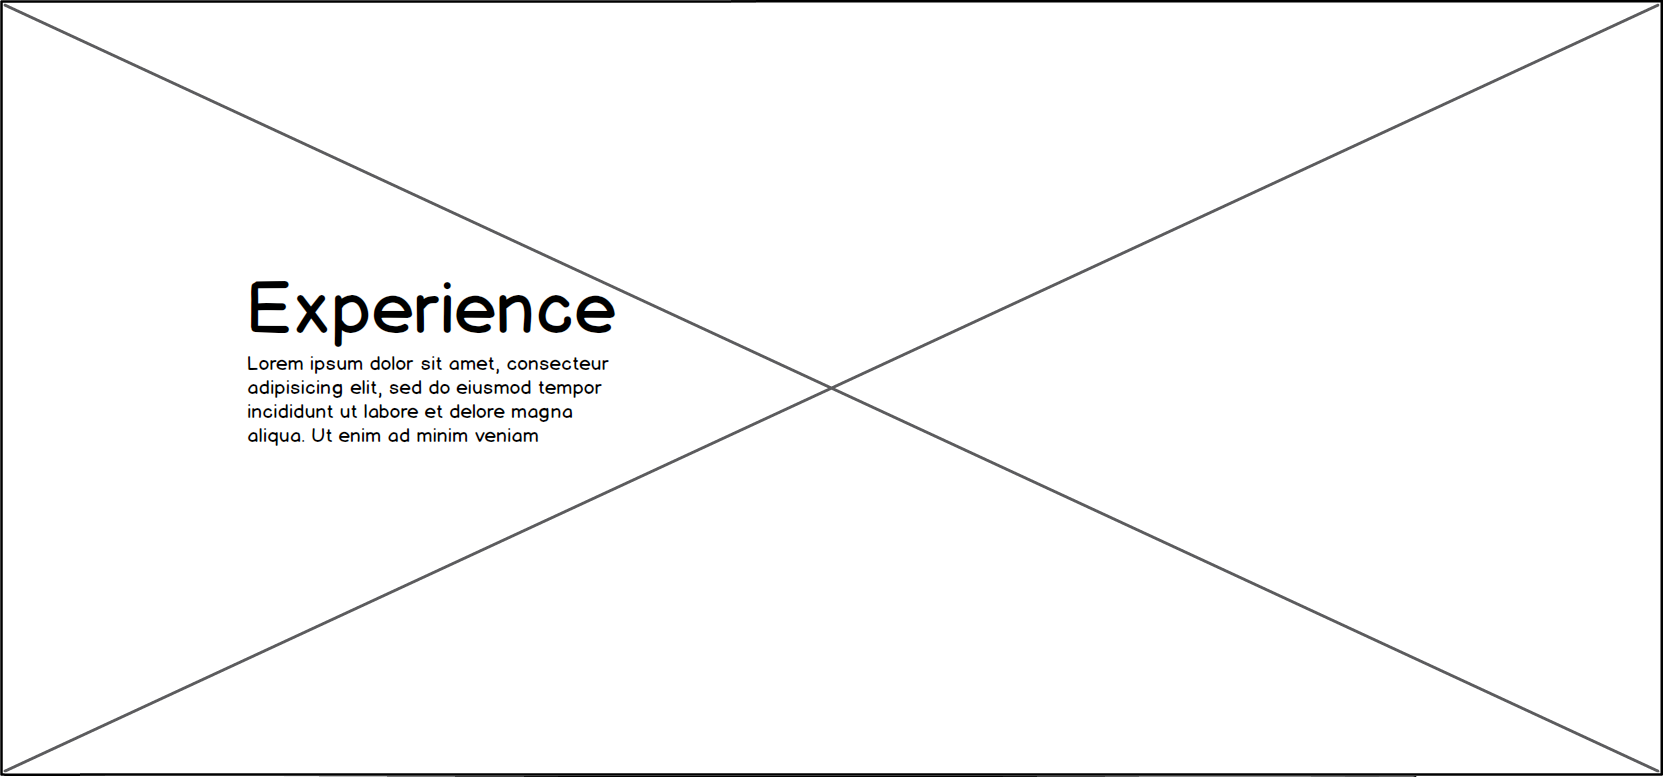 Experience
Lorem ipsum dolor sit amet, consecteur
adipisicing elit, sed do eiusmod tempor
incididunt ut labore et delore magna
aliqua. Ut enim ad minim veniam